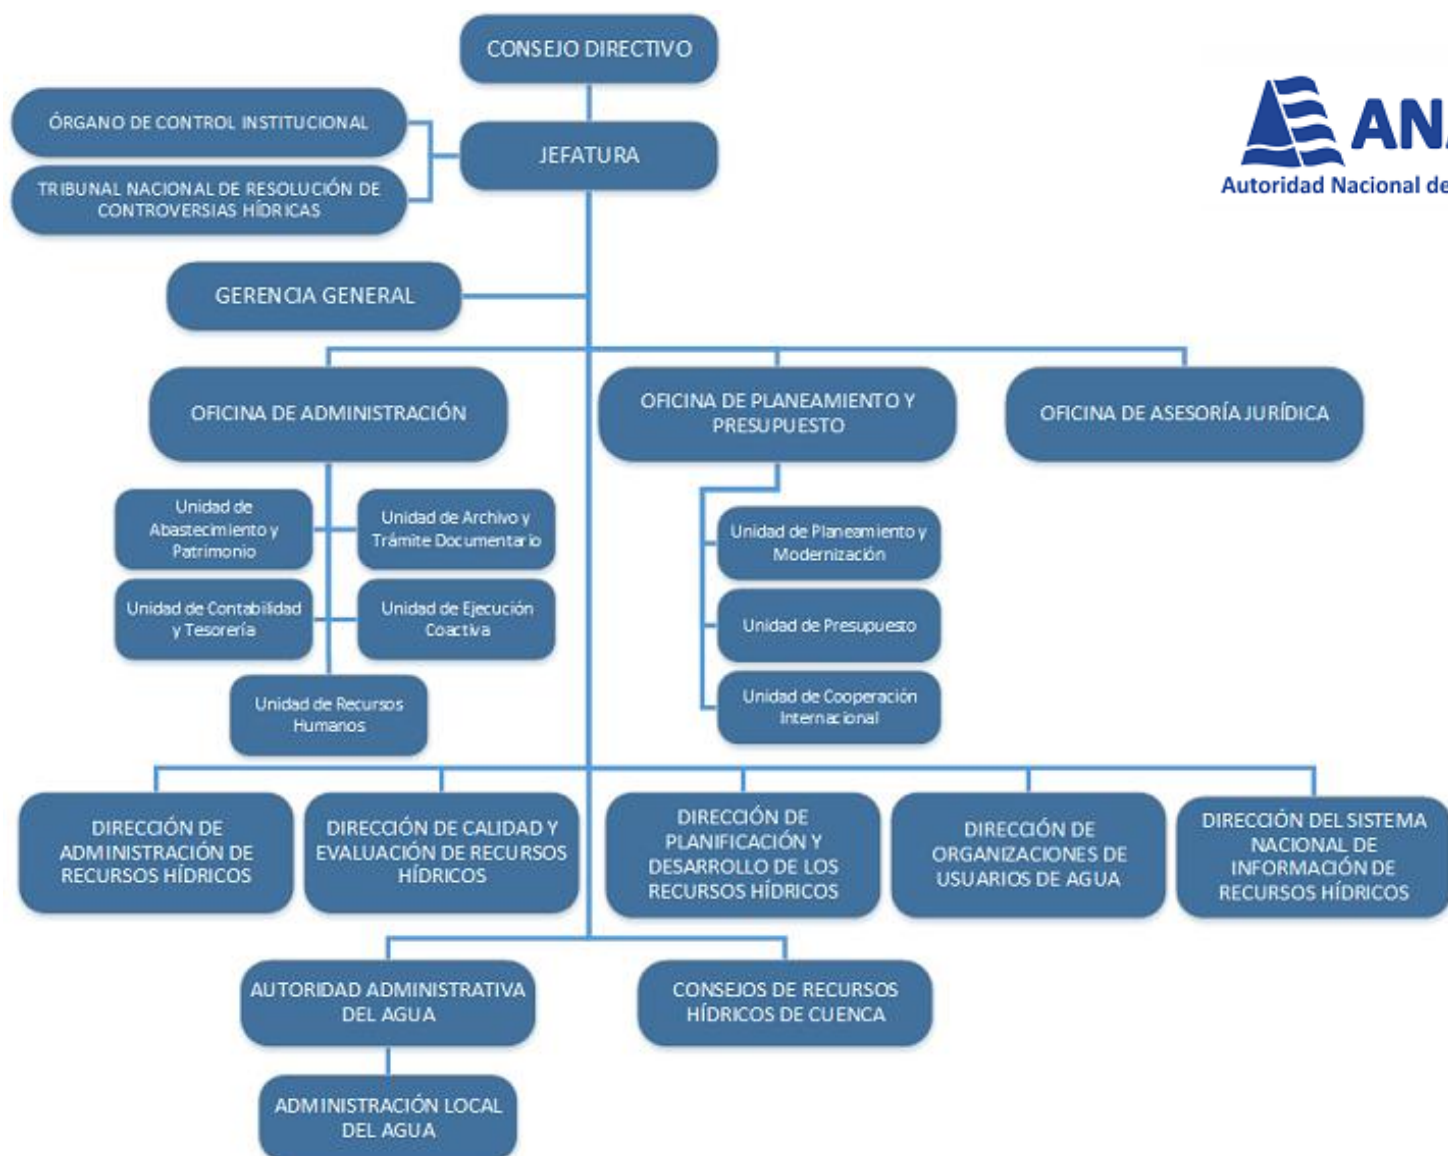 CONSEJO DIRECTIVO
ÓRGANO DE CONTROL INSTITUCIONAL
JEFATURA
TRIBUNAL NACIONAL DE RESOLUCIÓN DE
CONTROVERSIAS HÍDRICAS
Autoridad Nacional de
GERENCIA GENERAL
OFICINA DE ADMINISTRACIÓN
OFICINA DE PLANEAMIENTO Y
PRESUPUESTO
OFICINA DE ASESORÍA JURÍDICA
Unidad de
Abastecimiento y
Patrimonio
Unidad de Archivo y
Trámite Documentario
Unidad de Contabilidad
y Tesorería
Unidad de Ejecución
Coactiva
Unidad de Recursos
Humanos
Unidad de Planeamiento y
Modernización
Unidad de Presupuesto
Unidad de Cooperación
Internacional
DIRECCIÓN DE
ADMINISTRACIÓN DE
RECURSOS HÍDRICOS
DIRECCIÓN DE CALIDAD Y
EVALUACIÓN DE RECURSOS
HÍDRICOS
DIRECCIÓN DE
PLANIFICACIÓN Y
DESARROLLO DE LOS
RECURSOS HÍDRICOS
DIRECCIÓN DE
ORGANIZACIONES DE
USUARIOS DE AGUA
DIRECCIÓN DEL SISTEMA
NACIONAL DE
INFORMACIÓN DE
RECURSOS HÍDRICOS
AUTORIDAD ADMINISTRATIVA
DEL AGUA
CONSEJOS DE RECURSOS
HÍDRICOS DE CUENCA
ADMINISTRACIÓN LOCAL
DEL AGUA